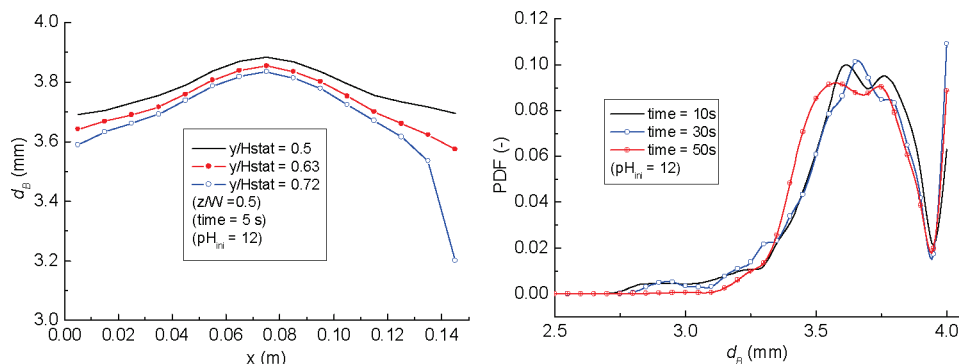 4.0
3.8
3.6
3.4
3.2
3.0
d_B (mm)
y/Hstat = 0.5
y/Hstat = 0.63
y/Hstat = 0.72
(z/W =0.5)
(time = 5 s)
(pH_ini = 12)
0.00 0.02 0.04 0.06 0.08 0.10 0.12 0.14
x (m)
0.12
0.10
0.08
0.06
0.04
0.02
0.00
PDF (-)
time = 10s
time = 30s
time = 50s
(pH_ini = 12)
2.5 3.0 3.5 4.0
d_B (mm)